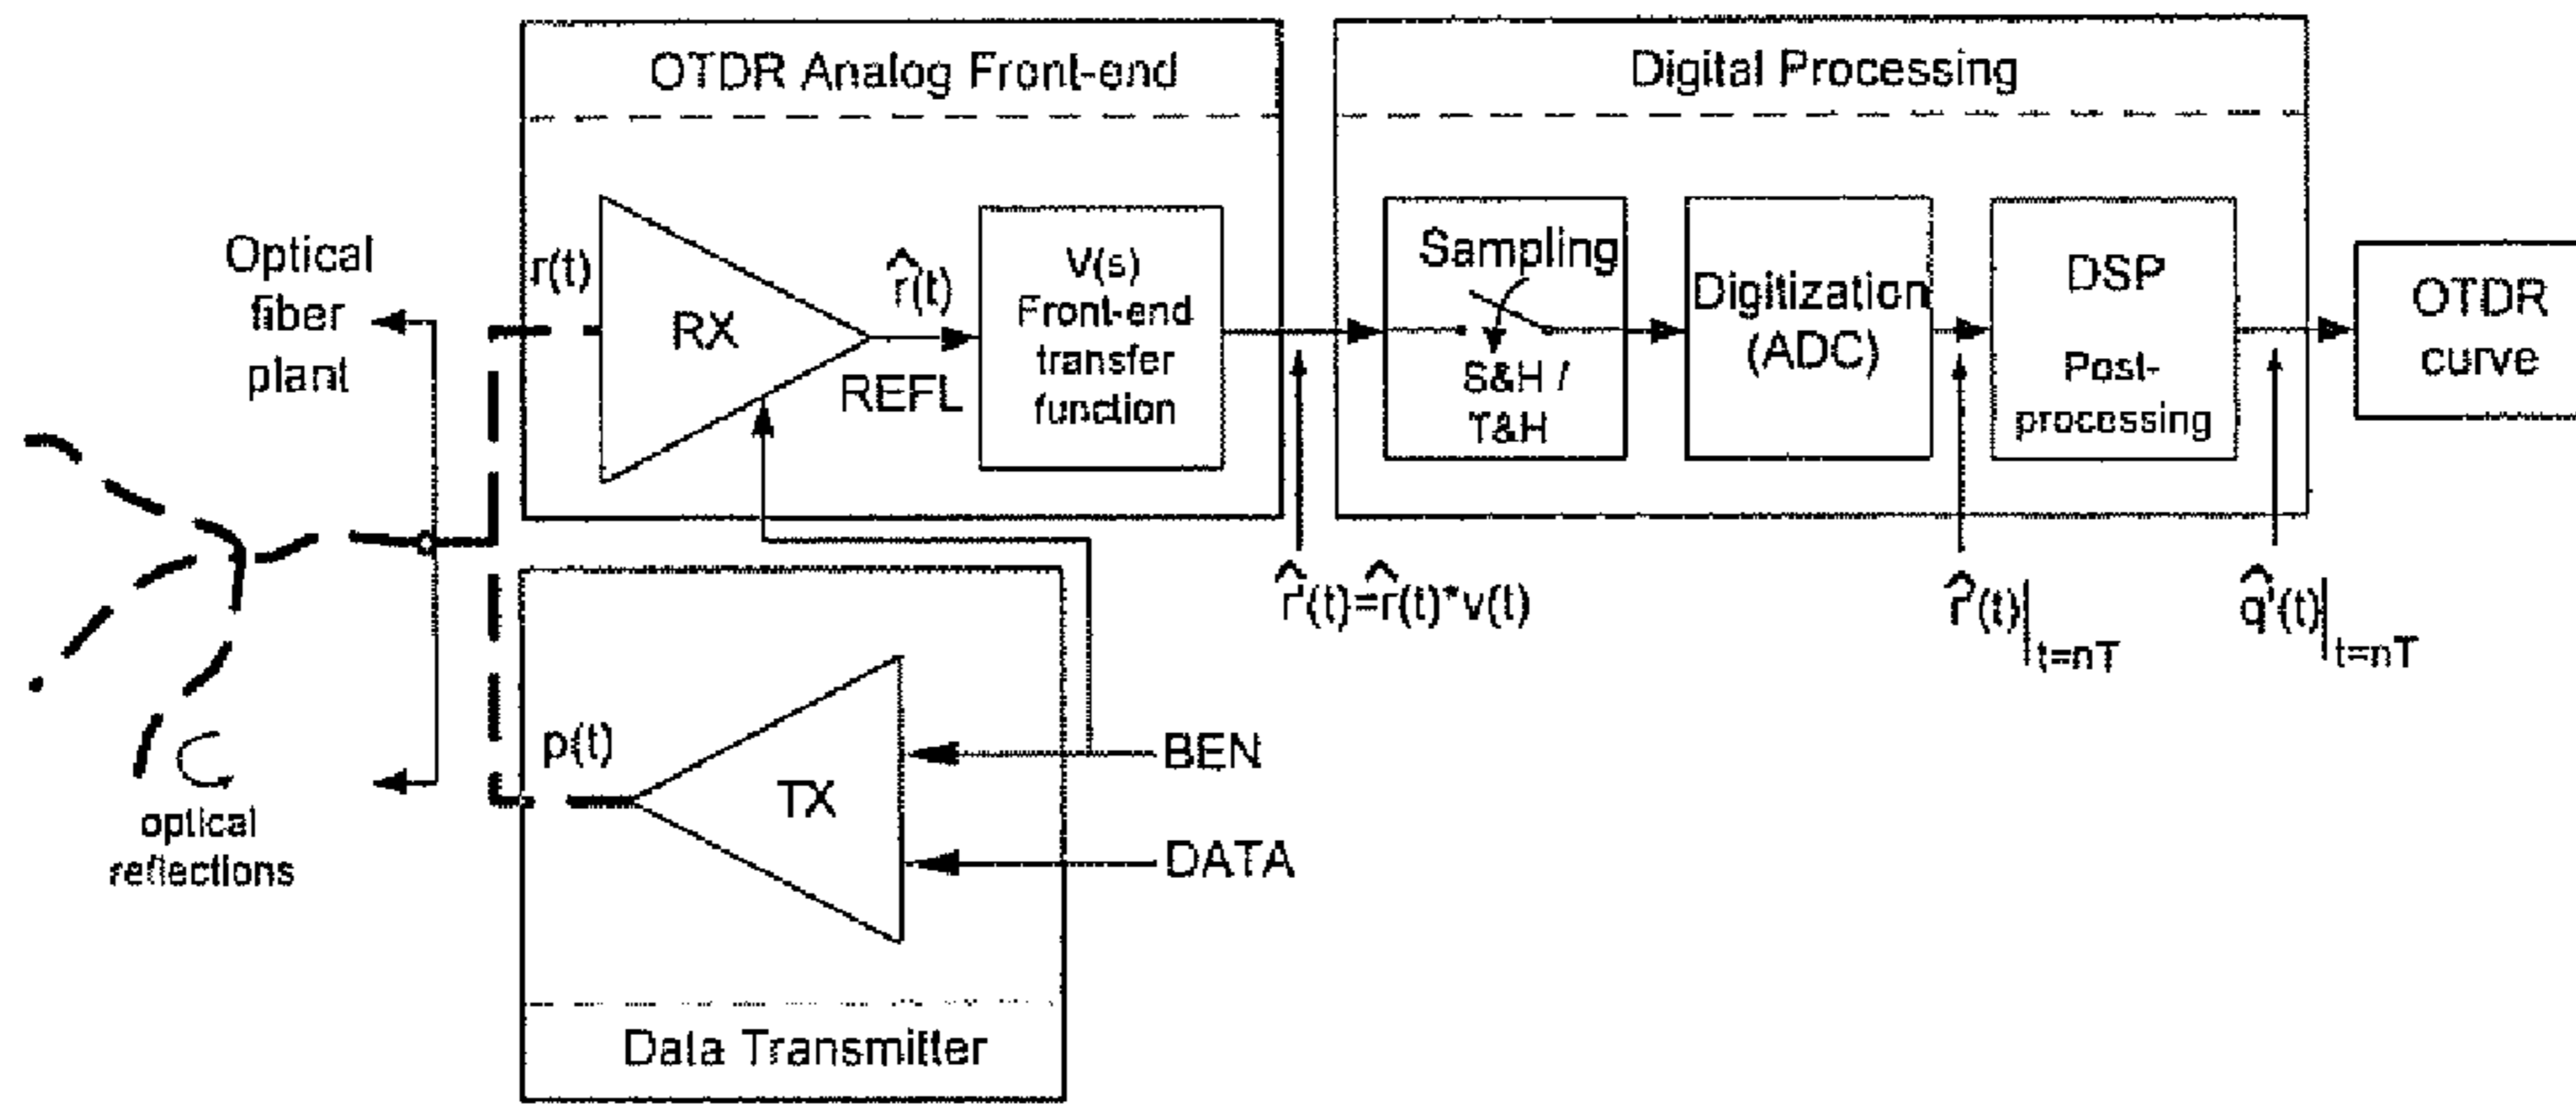 OTDR Analog Front-end
Digital Processing
Optical
fiber
plant
r(t)
RX
r̂(t)
REFL
V(s)
Front-end
transfer
function
Sampling
S&H /
T&H
Digitization
(ADC)
DSP
Post-
processing
OTDR
curve
r̂'(t)=r̂(t)*v(t)
r̂'(t)|t=nT
q̂'(t)|t=nT
p(t)
TX
BEN
DATA
optical
reflections
Data Transmitter